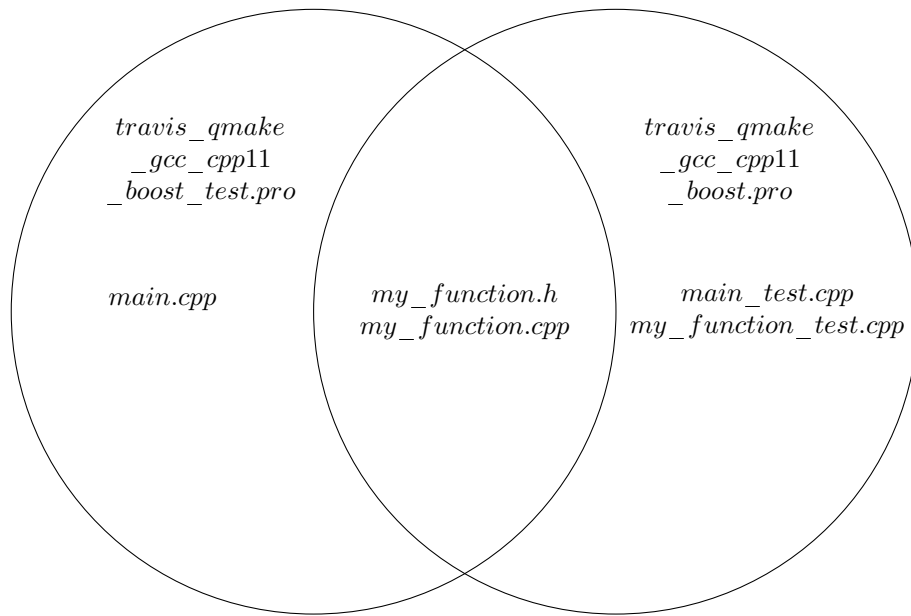 travis_qmake
_gcc_cpp11
_boost_test.pro
main.cpp
my_function.h
my_function.cpp
travis_qmake
_gcc_cpp11
_boost.pro
main_test.cpp
my_function_test.cpp